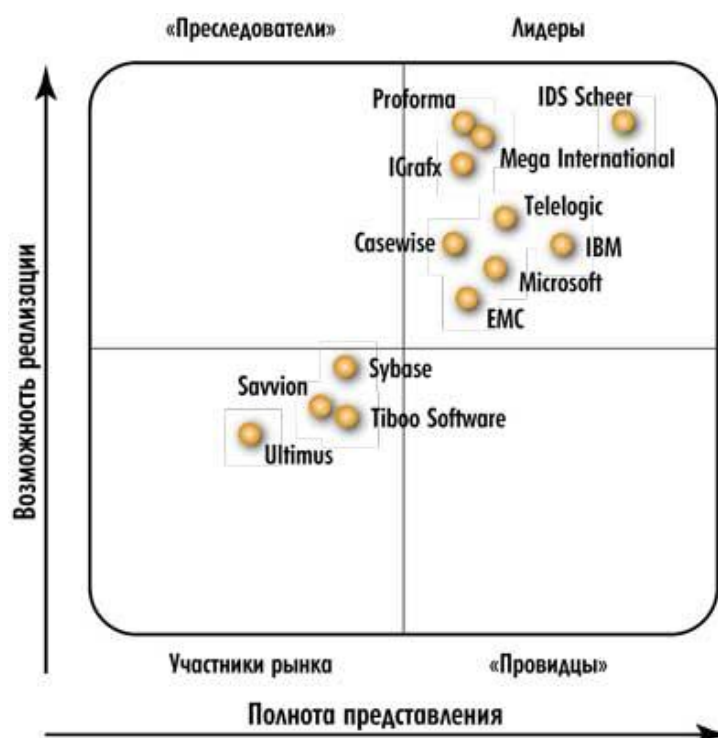 «Преследователи»
Лидеры
Proforma
IDS Scheer
Mega International
IGrafx
Telelogic
Casewise
IBM
Microsoft
EMC
Sybase
Savvion
Tiboo Software
Ultimus
Возможность реализации
Участники рынка
«Провидцы»
Полнота представления